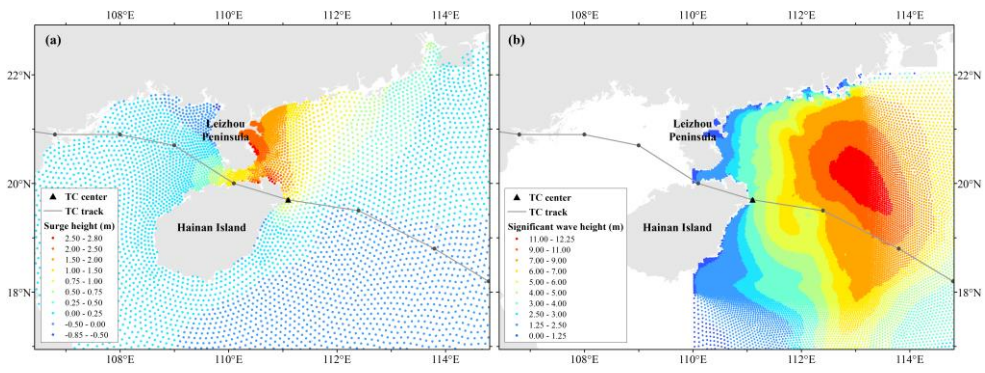 108°E 110°E 112°E 114°E 108°E 110°E 112°E 114°E
(a)
22°N
20°N
18°N
Leizhou
Peninsula
Hainan Island
TC center
TC track
Surge height (m)
2.50 - 2.80
2.00 - 2.50
1.50 - 2.00
1.00 - 1.50
0.75 - 1.00
0.50 - 0.75
0.25 - 0.50
0.00 - 0.25
-0.50 - 0.00
-0.85 - -0.50
(b)
22°N
20°N
18°N
Leizhou
Peninsula
Hainan Island
TC center
TC track
Significant wave height (m)
11.00 - 12.25
9.00 - 11.00
7.00 - 9.00
6.00 - 7.00
5.00 - 6.00
4.00 - 5.00
3.00 - 4.00
2.50 - 3.00
1.25 - 2.50
0.00 - 1.25
108°E 110°E 112°E 114°E 108°E 110°E 112°E 114°E